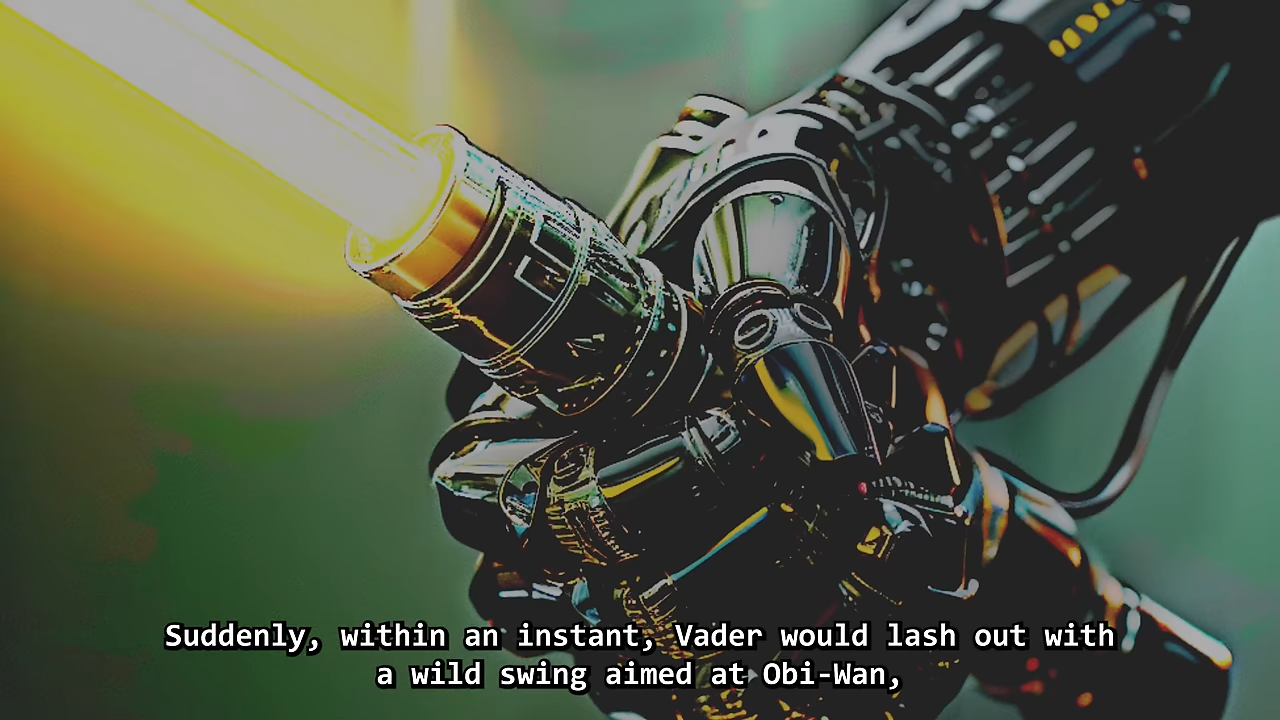 Suddenly, within an instant, Vader would lash out with
a wild swing aimed at Obi-Wan,